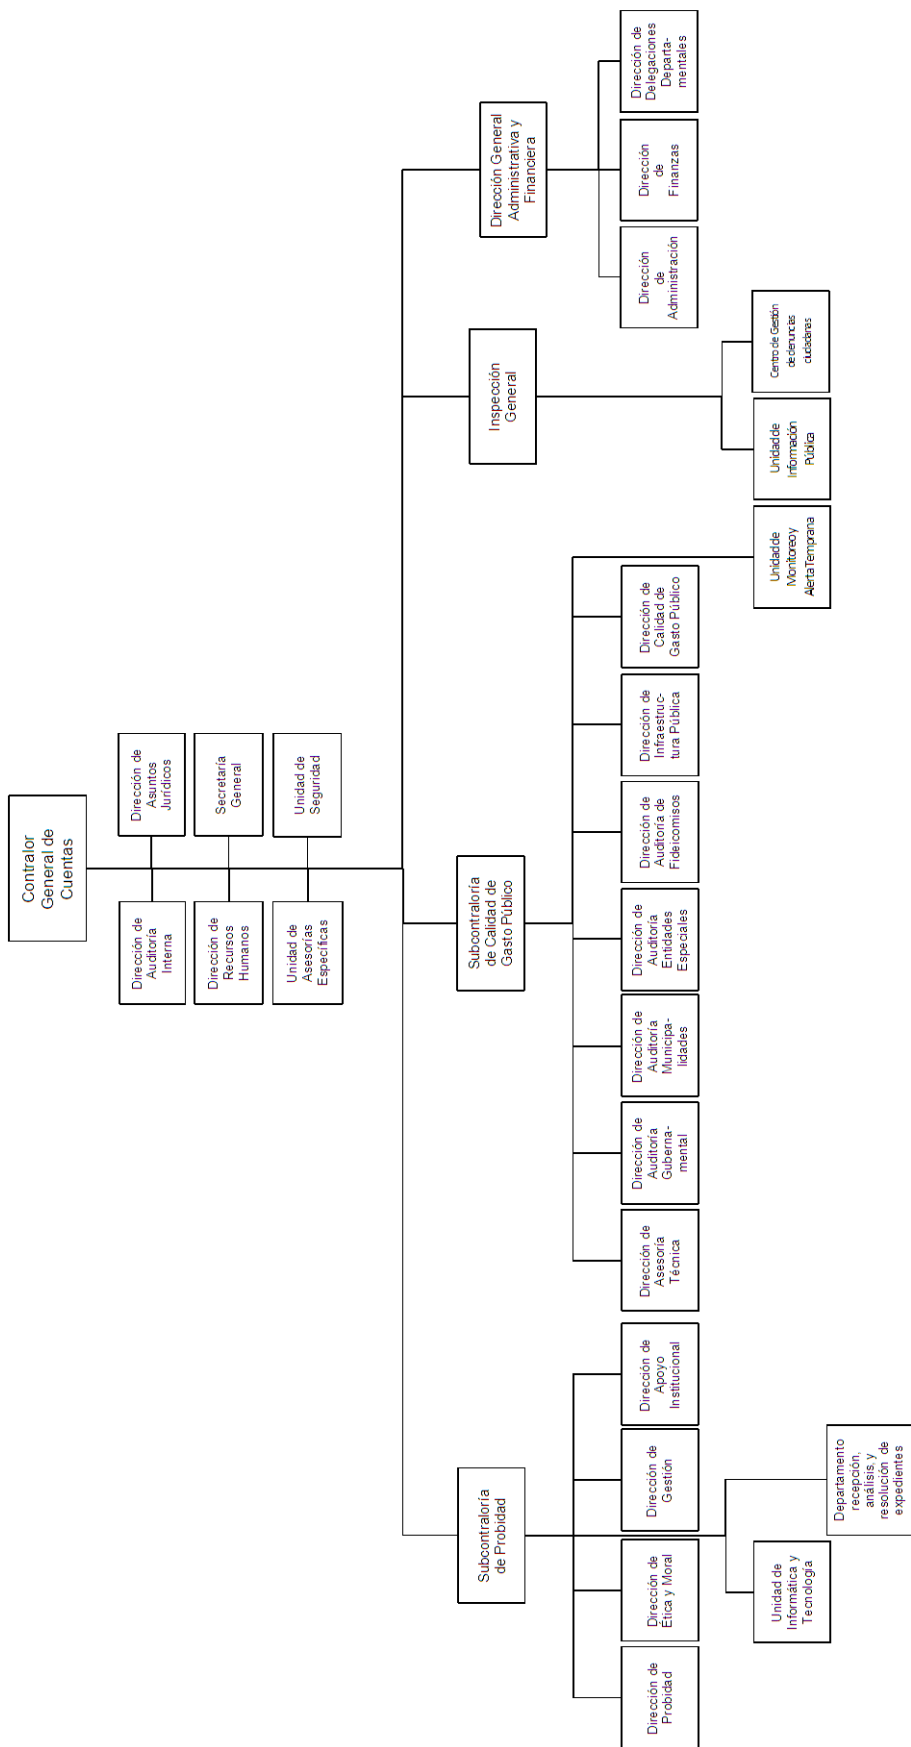 Contralor
General de
Cuentas
Dirección de
Auditoría
Interna
Dirección de
Asuntos
Jurídicos
Dirección de
Recursos
Humanos
Secretaría
General
Unidad de
Asesorías
Específicas
Unidad de
Seguridad
Subcontraloría
de Probidad
Subcontraloría
de Calidad de
Gasto Público
Inspección
General
Dirección General
Administrativa y
Financiera
Dirección de
Probidad
Dirección de
Ética y Moral
Dirección de
Gestión
Dirección de
Apoyo
Institucional
Dirección de
Asesoría
Técnica
Dirección de
Auditoría
Guberna-
mental
Dirección de
Auditoría
Municipa-
lidades
Dirección de
Auditoría
Entidades
Especiales
Dirección de
Auditoría de
Fideicomisos
Dirección de
Infraestruc-
tura Pública
Dirección de
Calidad de
Gasto Público
Dirección
de
Administración
Dirección
de
Finanzas
Dirección de
Delegaciones
Departa-
mentales
Unidad de
Informática y
Tecnología
Unidad de
Monitoreo y
Alerta Temprana
Unidad de
Información
Pública
Centro de Gestión
de denuncias
ciudadanas
Departamento
recepción,
análisis, y
resolución de
expedientes